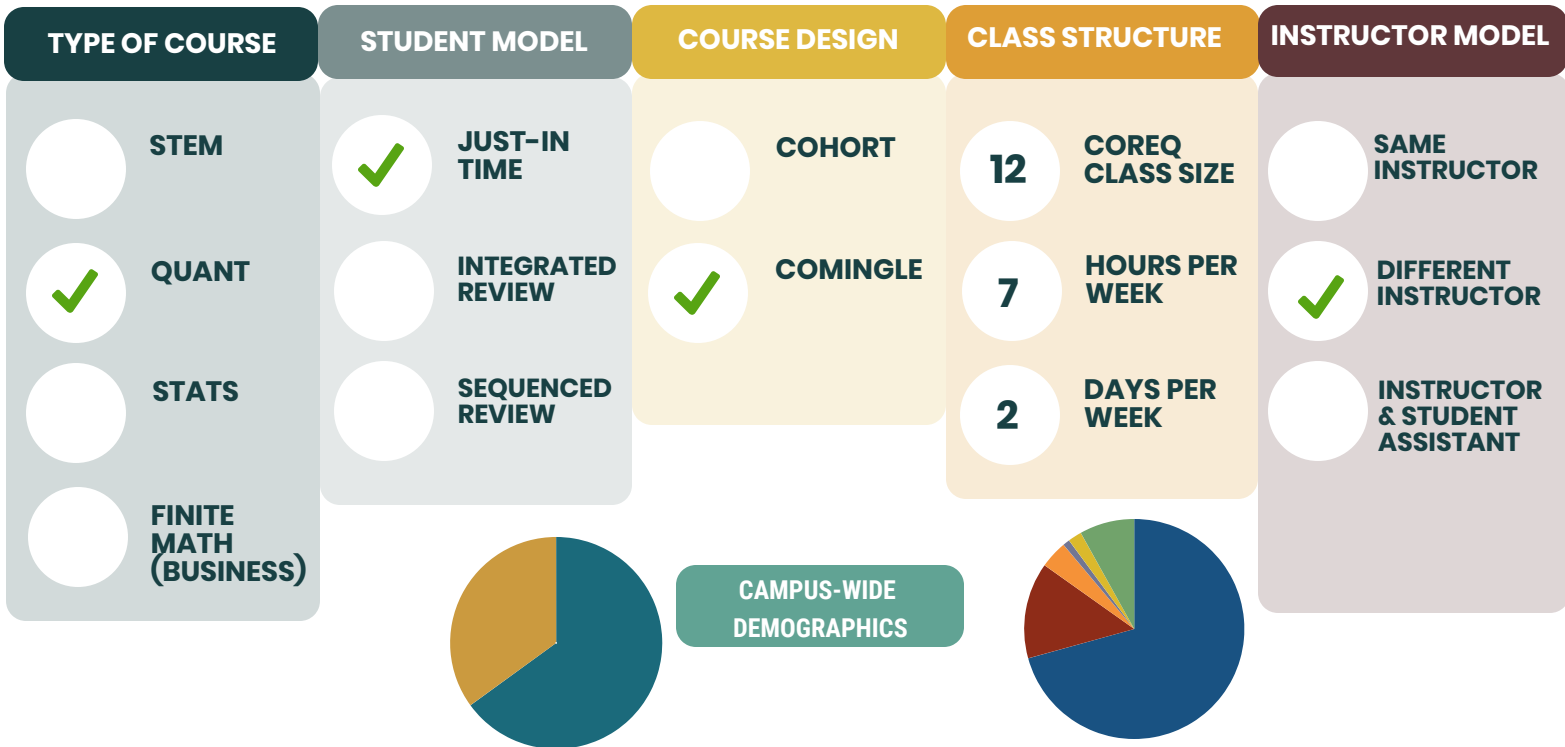 TYPE OF COURSE
STEM
QUANT
STATS
FINITE
MATH
(BUSINESS)
STUDENT MODEL
JUST-IN
TIME
INTEGRATED
REVIEW
SEQUENCED
REVIEW
COURSE DESIGN
COHORT
COMINGLE
CLASS STRUCTURE
12
COREQ
CLASS SIZE
7
HOURS PER
WEEK
2
DAYS PER
WEEK
INSTRUCTOR MODEL
SAME
INSTRUCTOR
DIFFERENT
INSTRUCTOR
INSTRUCTOR
& STUDENT
ASSISTANT
CAMPUS-WIDE
DEMOGRAPHICS